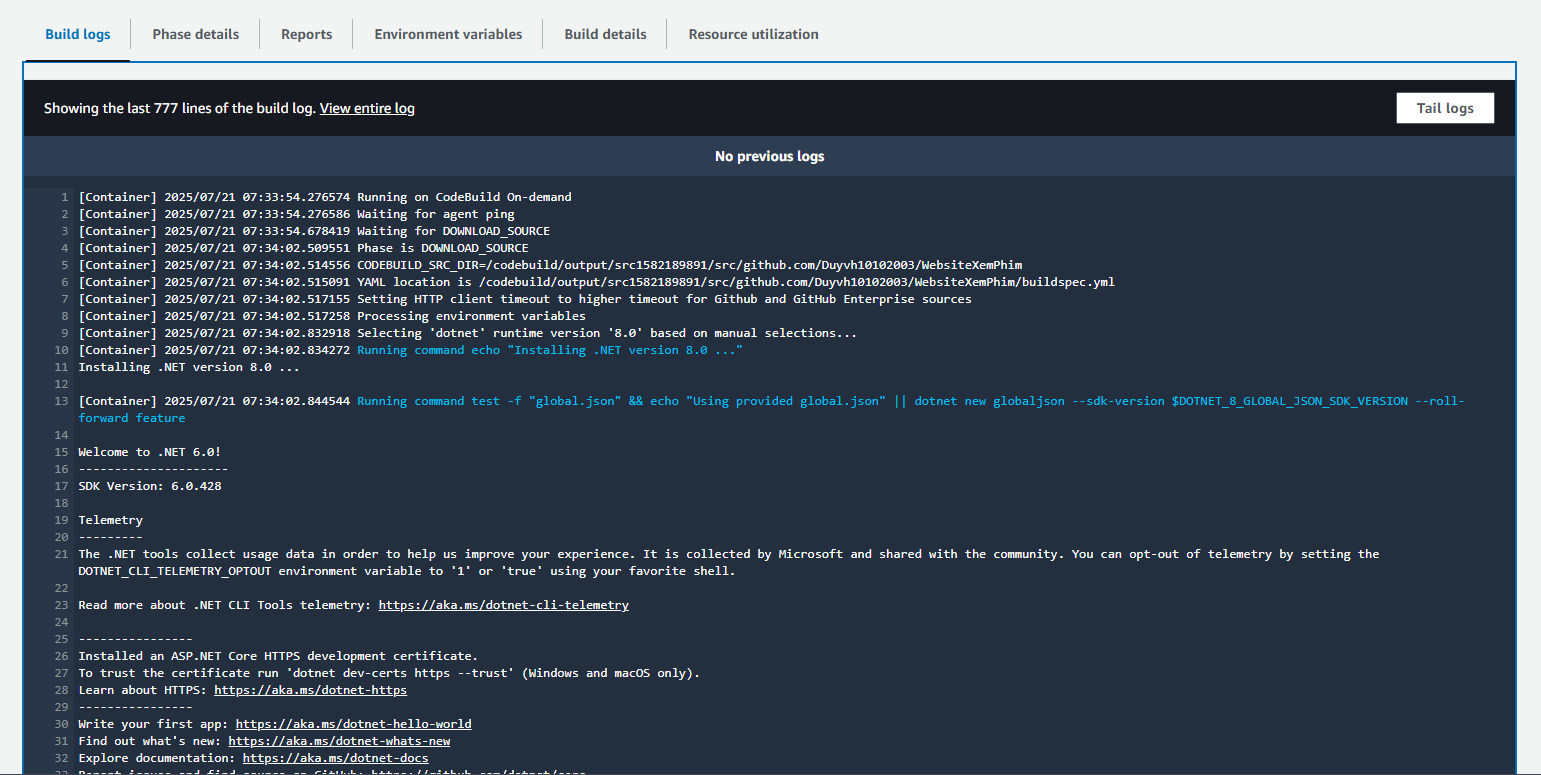 Build logs
Phase details
Reports
Environment variables
Build details
Resource utilization
Showing the last 777 lines of the build log. View entire log
Tail logs
No previous logs
1 [Container] 2025/07/21 07:33:54.276574 Running on CodeBuild On-demand
2 [Container] 2025/07/21 07:33:54.276586 Waiting for agent ping
3 [Container] 2025/07/21 07:33:54.678419 Waiting for DOWNLOAD_SOURCE
4 [Container] 2025/07/21 07:34:02.509551 Phase is DOWNLOAD_SOURCE
5 [Container] 2025/07/21 07:34:02.514556 CODEBUILD_SRC_DIR=/codebuild/output/src1582189891/src/github.com/Duyvh10102003/WebsiteXemPhim
6 [Container] 2025/07/21 07:34:02.515091 YAML location is /codebuild/output/src1582189891/src/github.com/Duyvh10102003/WebsiteXemPhim/buildspec.yml
7 [Container] 2025/07/21 07:34:02.517155 Setting HTTP client timeout to higher timeout for Github and GitHub Enterprise sources
8 [Container] 2025/07/21 07:34:02.517258 Processing environment variables
9 [Container] 2025/07/21 07:34:02.832918 Selecting 'dotnet' runtime version '8.0' based on manual selections...
10 [Container] 2025/07/21 07:34:02.834272 Running command echo "Installing .NET version 8.0 ..."
11 Installing .NET version 8.0 ...
12
13 [Container] 2025/07/21 07:34:02.844544 Running command test -f "global.json" && echo "Using provided global.json" || dotnet new globaljson --sdk-version $DOTNET_8_GLOBAL_JSON_SDK_VERSION --roll-
forward feature
14
15 Welcome to .NET 6.0!
16 ---------------------
17 SDK Version: 6.0.428
18
19 Telemetry
20 ---------
21 The .NET tools collect usage data in order to help us improve your experience. It is collected by Microsoft and shared with the community. You can opt-out of telemetry by setting the
DOTNET_CLI_TELEMETRY_OPTOUT environment variable to '1' or 'true' using your favorite shell.
22
23 Read more about .NET CLI Tools telemetry: https://aka.ms/dotnet-cli-telemetry
24
25 ----------------
26 Installed an ASP.NET Core HTTPS development certificate.
27 To trust the certificate run 'dotnet dev-certs https --trust' (Windows and macOS only).
28 Learn about HTTPS: https://aka.ms/dotnet-https
29 ----------------
30 Write your first app: https://aka.ms/dotnet-hello-world
31 Find out what's new: https://aka.ms/dotnet-whats-new
32 Explore documentation: https://aka.ms/dotnet-docs
33 Report issues and find source on GitHub: https://github.com/dotnet/core